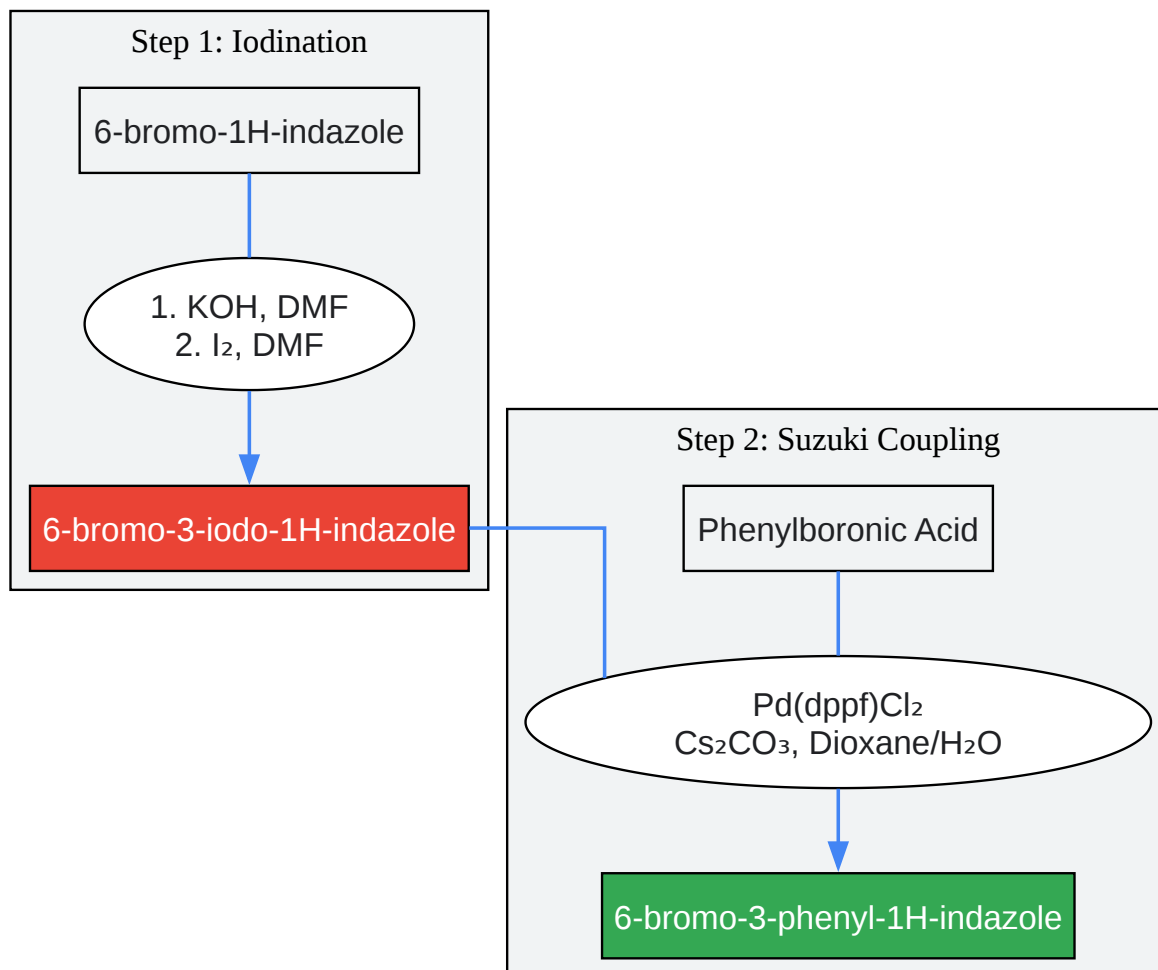 Step 1: Iodination
6-bromo-1H-indazole
1. KOH, DMF
2. I₂, DMF
6-bromo-3-iodo-1H-indazole
Step 2: Suzuki Coupling
Phenylboronic Acid
Pd(dppf)Cl₂
Cs₂CO₃, Dioxane/H₂O
6-bromo-3-phenyl-1H-indazole